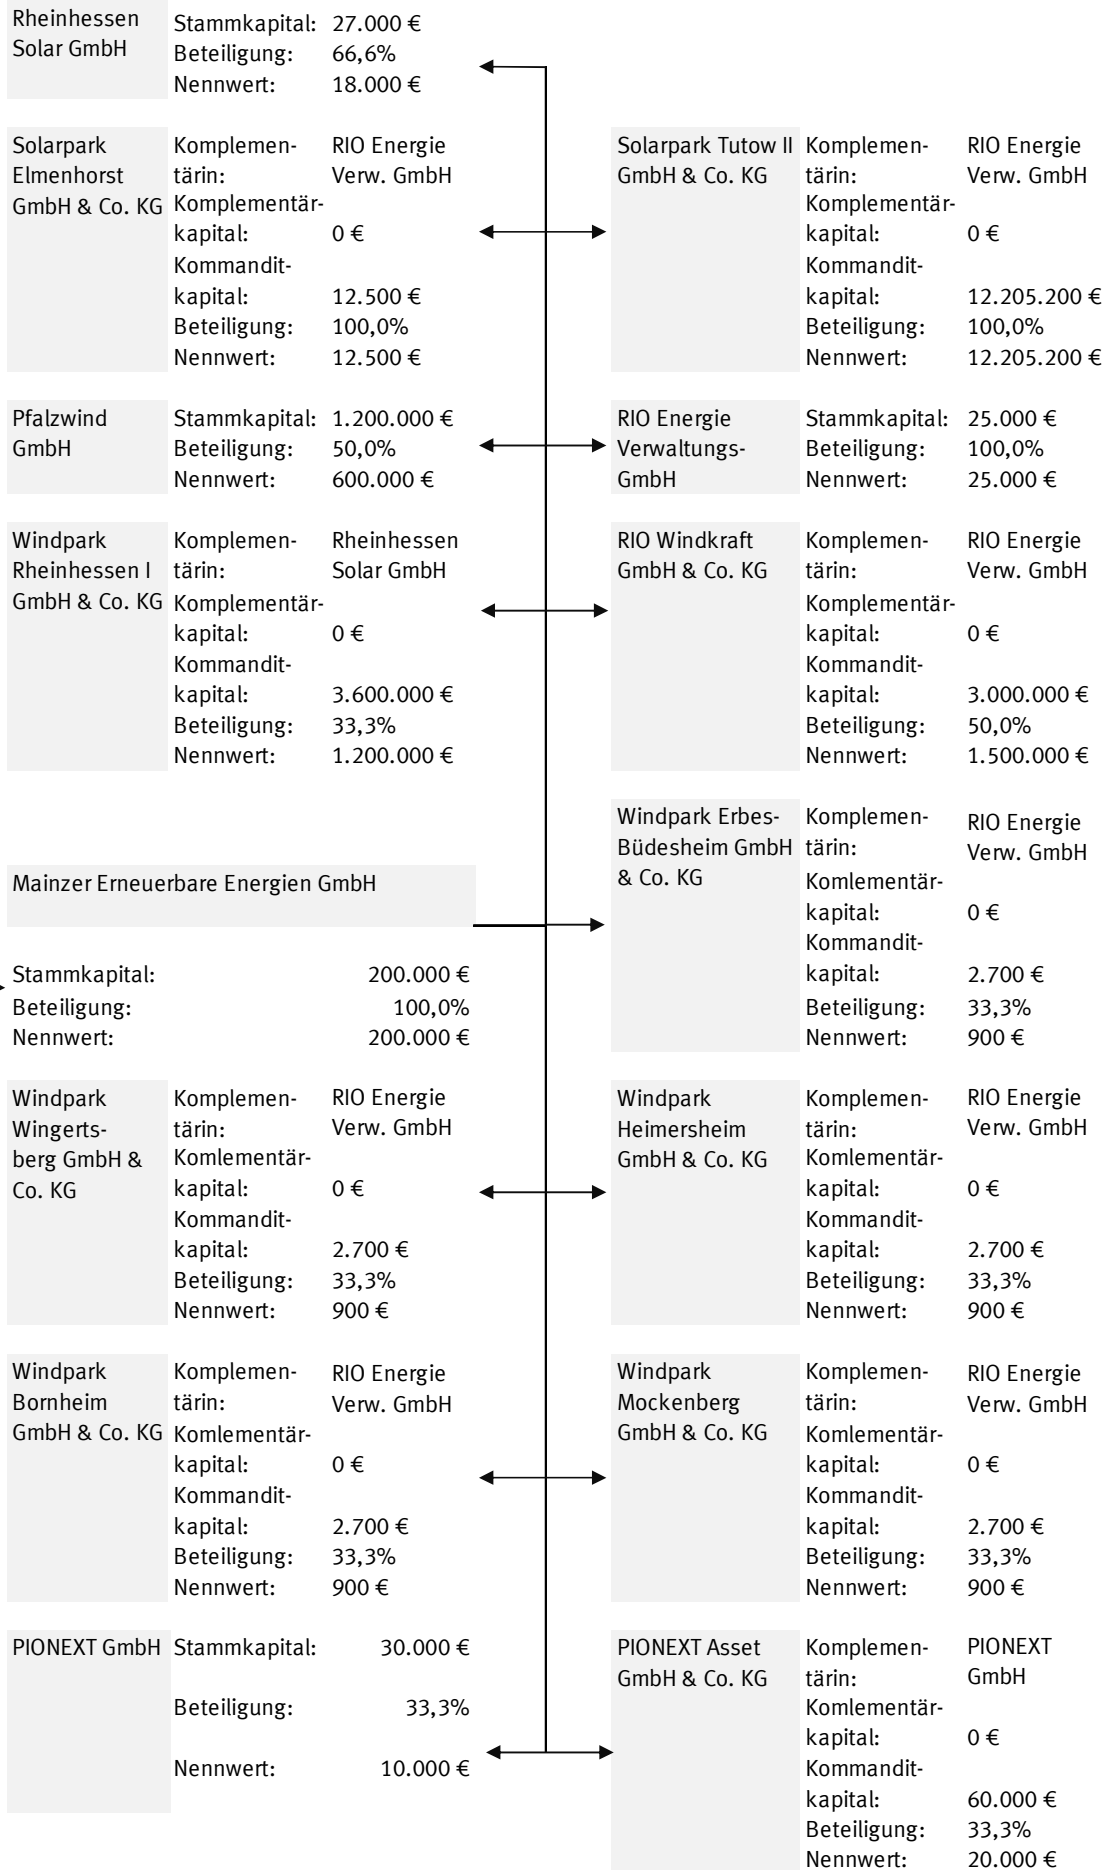 Rheinhessen
Solar GmbH
Stammkapital: 27.000 €
Beteiligung: 66,6%
Nennwert: 18.000 €
Solarpark
Elmenhorst
GmbH & Co. KG
Komplemen- RIO Energie
tärin: Verw. GmbH
Komplementär-
kapital: 0 €
Kommandit-
kapital: 12.500 €
Beteiligung: 100,0%
Nennwert: 12.500 €
Solarpark Tutow II
GmbH & Co. KG
Komplemen- RIO Energie
tärin: Verw. GmbH
Komplementär-
kapital: 0 €
Kommandit-
kapital: 12.205.200 €
Beteiligung: 100,0%
Nennwert: 12.205.200 €
Pfalzwind
GmbH
Stammkapital: 1.200.000 €
Beteiligung: 50,0%
Nennwert: 600.000 €
RIO Energie
Verwaltungs-
GmbH
Stammkapital: 25.000 €
Beteiligung: 100,0%
Nennwert: 25.000 €
Windpark
Rheinhessen I
GmbH & Co. KG
Komplemen- Rheinhessen
tärin: Solar GmbH
Komplementär-
kapital: 0 €
Kommandit-
kapital: 3.600.000 €
Beteiligung: 33,3%
Nennwert: 1.200.000 €
RIO Windkraft
GmbH & Co. KG
Komplemen- RIO Energie
tärin: Verw. GmbH
Komplementär-
kapital: 0 €
Kommandit-
kapital: 3.000.000 €
Beteiligung: 50,0%
Nennwert: 1.500.000 €
Windpark Erbes-
Büdesheim GmbH
& Co. KG
Komplemen- RIO Energie
tärin: Verw. GmbH
Komlementär-
kapital: 0 €
Kommandit-
kapital: 2.700 €
Beteiligung: 33,3%
Nennwert: 900 €
Mainzer Erneuerbare Energien GmbH
Stammkapital: 200.000 €
Beteiligung: 100,0%
Nennwert: 200.000 €
Windpark
Wingerts-
berg GmbH &
Co. KG
Komplemen- RIO Energie
tärin: Verw. GmbH
Komlementär-
kapital: 0 €
Kommandit-
kapital: 2.700 €
Beteiligung: 33,3%
Nennwert: 900 €
Windpark
Heimersheim
GmbH & Co. KG
Komplemen- RIO Energie
tärin: Verw. GmbH
Komlementär-
kapital: 0 €
Kommandit-
kapital: 2.700 €
Beteiligung: 33,3%
Nennwert: 900 €
Windpark
Bornheim
GmbH & Co. KG
Komplemen- RIO Energie
tärin: Verw. GmbH
Komlementär-
kapital: 0 €
Kommandit-
kapital: 2.700 €
Beteiligung: 33,3%
Nennwert: 900 €
Windpark
Mockenberg
GmbH & Co. KG
Komplemen- RIO Energie
tärin: Verw. GmbH
Komlementär-
kapital: 0 €
Kommandit-
kapital: 2.700 €
Beteiligung: 33,3%
Nennwert: 900 €
PIONEXT GmbH
Stammkapital: 30.000 €
Beteiligung: 33,3%
Nennwert: 10.000 €
PIONEXT Asset
GmbH & Co. KG
Komplemen- PIONEXT
tärin: GmbH
Komlementär-
kapital: 0 €
Kommandit-
kapital: 60.000 €
Beteiligung: 33,3%
Nennwert: 20.000 €